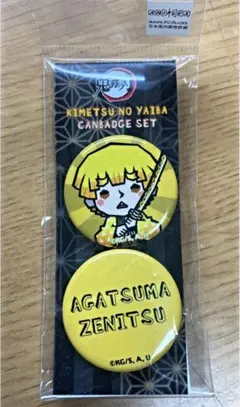 鬼滅の刃
KIMETSU NO YAIBA
CANBADGE SET
©KG/S, A, U
AGATSUMA
ZENITSU
©KG/S, A, U